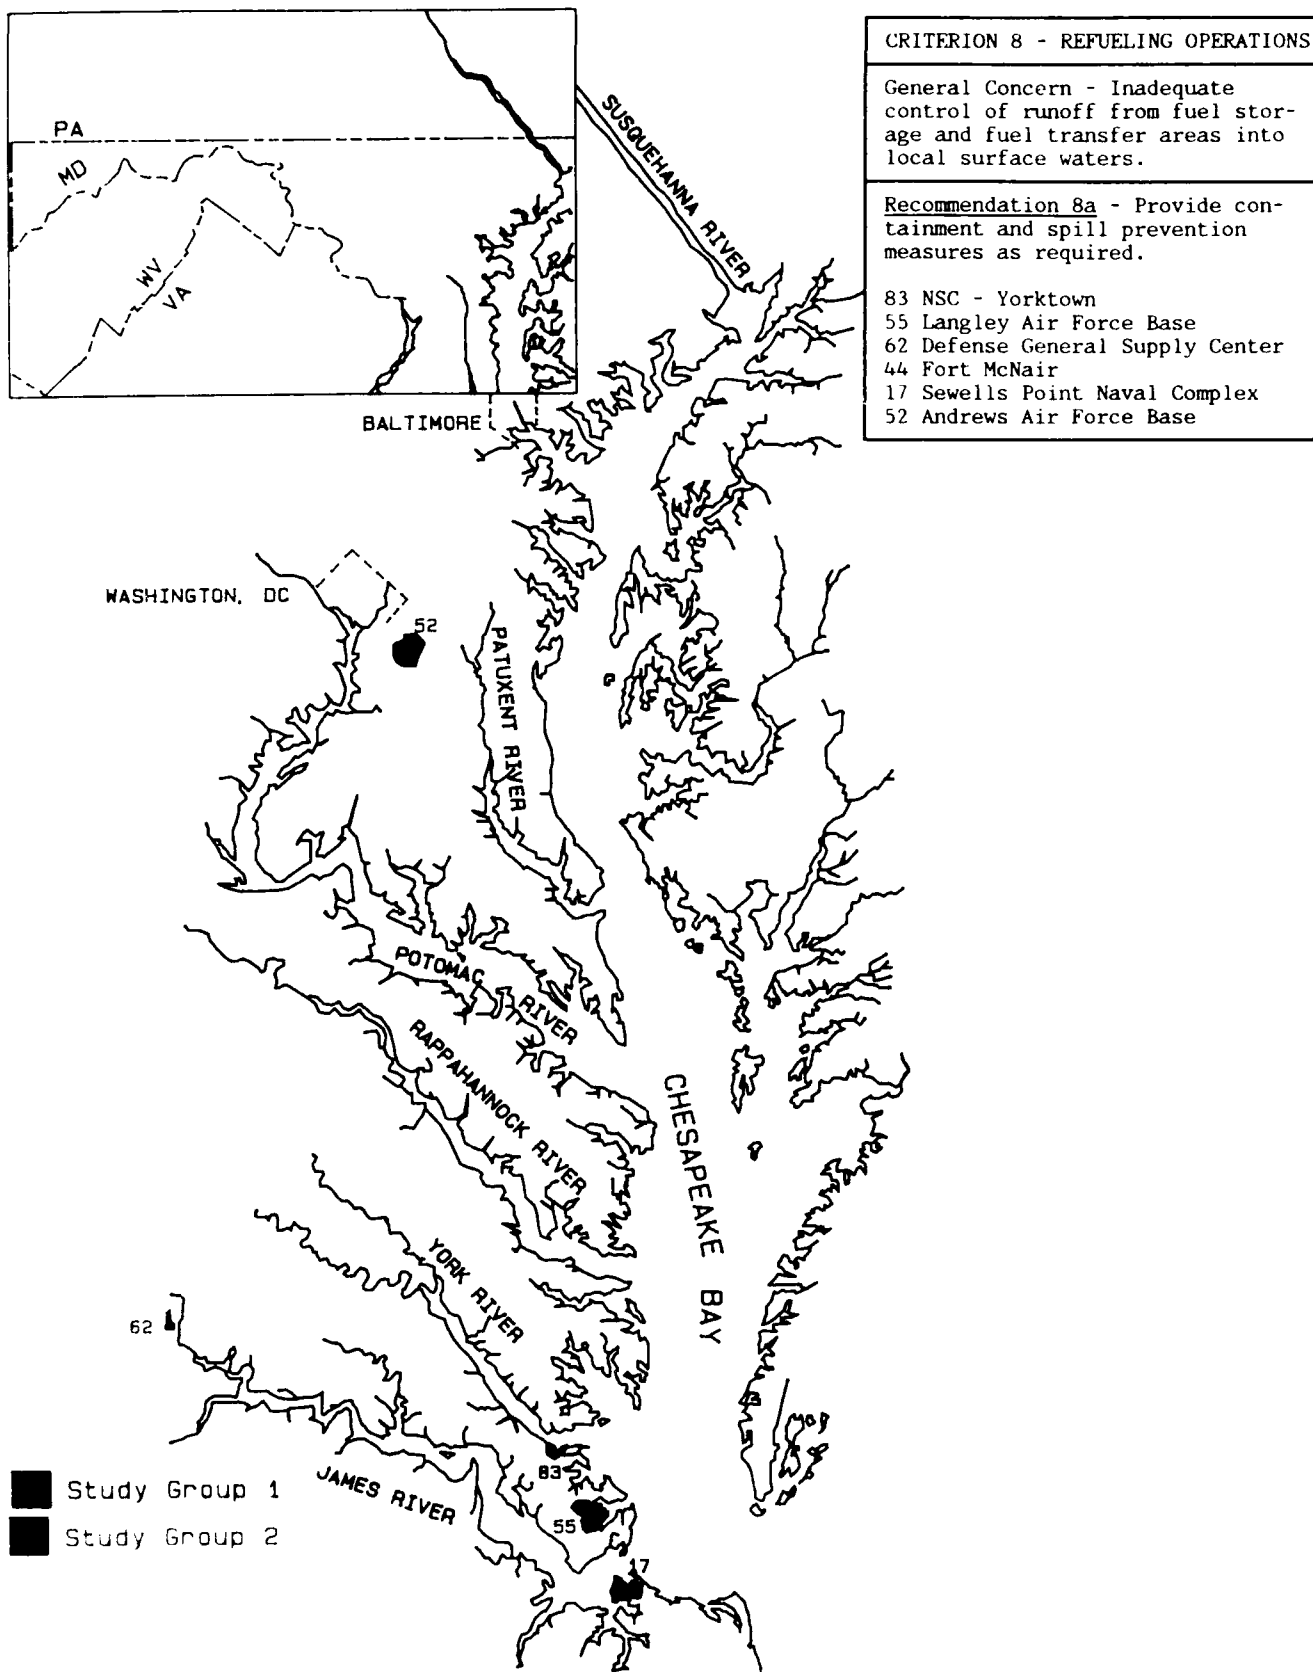 CRITERION 8 - REFUELING OPERATIONS
General Concern - Inadequate
control of runoff from fuel stor-
age and fuel transfer areas into
local surface waters.
Recommendation 8a - Provide con-
tainment and spill prevention
measures as required.
83 NSC - Yorktown
55 Langley Air Force Base
62 Defense General Supply Center
44 Fort McNair
17 Sewells Point Naval Complex
52 Andrews Air Force Base
PA
MD
WV
VA
SUSQUEHANNA RIVER
BALTIMORE
WASHINGTON, DC
52
PATUXENT RIVER
POTOMAC RIVER
RAPPAHANNOCK RIVER
CHESAPEAKE BAY
YORK RIVER
62
83
JAMES RIVER
55
17
Study Group 1
Study Group 2